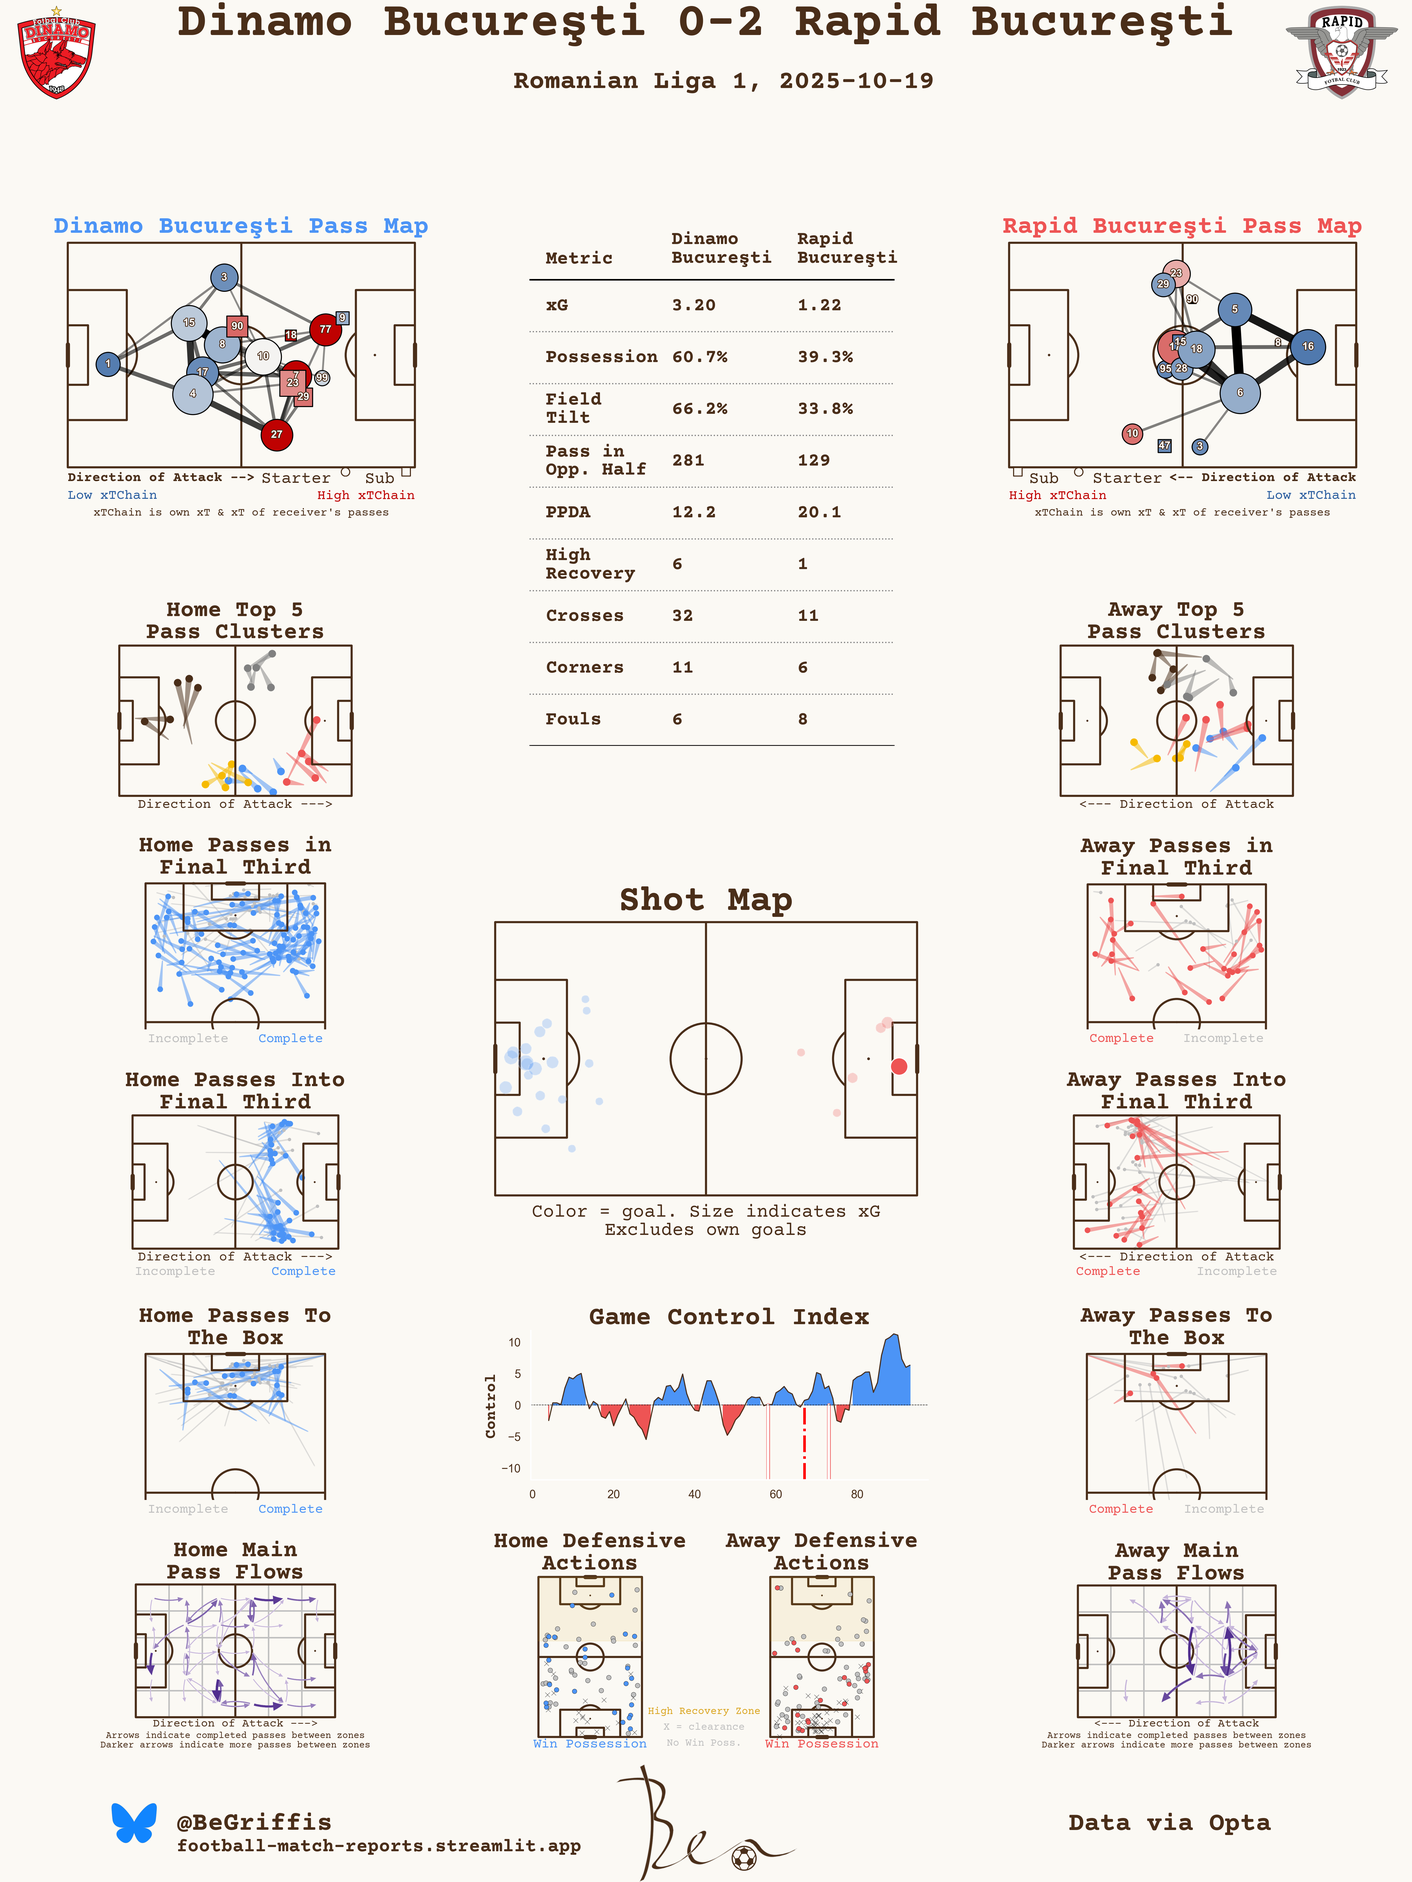 Dinamo Bucureşti 0-2 Rapid Bucureşti
Romanian Liga 1, 2025-10-19
Fotbal Club
DINAMO
BUCUREȘTI
1948
RAPID
1923
FOTBAL CLUB
Dinamo Bucureşti Pass Map
3
15
90
8
18
77
9
1
17
10
7
23
99
4
29
27
Direction of Attack --> Starter Sub
Low xTChain High xTChain
xTChain is own xT & xT of receiver's passes
Metric Dinamo Bucureşti Rapid Bucureşti
xG 3.20 1.22
Possession 60.7% 39.3%
Field Tilt 66.2% 33.8%
Pass in Opp. Half 281 129
PPDA 12.2 20.1
High Recovery 6 1
Crosses 32 11
Corners 11 6
Fouls 6 8
Rapid Bucureşti Pass Map
23
29
90
5
15
18
8
16
95
28
6
10
47
3
Sub Starter <-- Direction of Attack
High xTChain Low xTChain
xTChain is own xT & xT of receiver's passes
Home Top 5
Pass Clusters
Direction of Attack --->
Away Top 5
Pass Clusters
<--- Direction of Attack
Home Passes in
Final Third
Incomplete Complete
Away Passes in
Final Third
Complete Incomplete
Shot Map
Color = goal. Size indicates xG
Excludes own goals
Home Passes Into
Final Third
Direction of Attack --->
Incomplete Complete
Away Passes Into
Final Third
<--- Direction of Attack
Complete Incomplete
Home Passes To
The Box
Incomplete Complete
Game Control Index
Control
10
5
0
−5
−10
0 20 40 60 80
Away Passes To
The Box
Complete Incomplete
Home Main
Pass Flows
Direction of Attack --->
Arrows indicate completed passes between zones
Darker arrows indicate more passes between zones
Home Defensive
Actions
Win Possession
High Recovery Zone
X = clearance
No Win Poss.
Away Defensive
Actions
Win Possession
Away Main
Pass Flows
<--- Direction of Attack
Arrows indicate completed passes between zones
Darker arrows indicate more passes between zones
@BeGriffis
football-match-reports.streamlit.app
Ben
Data via Opta